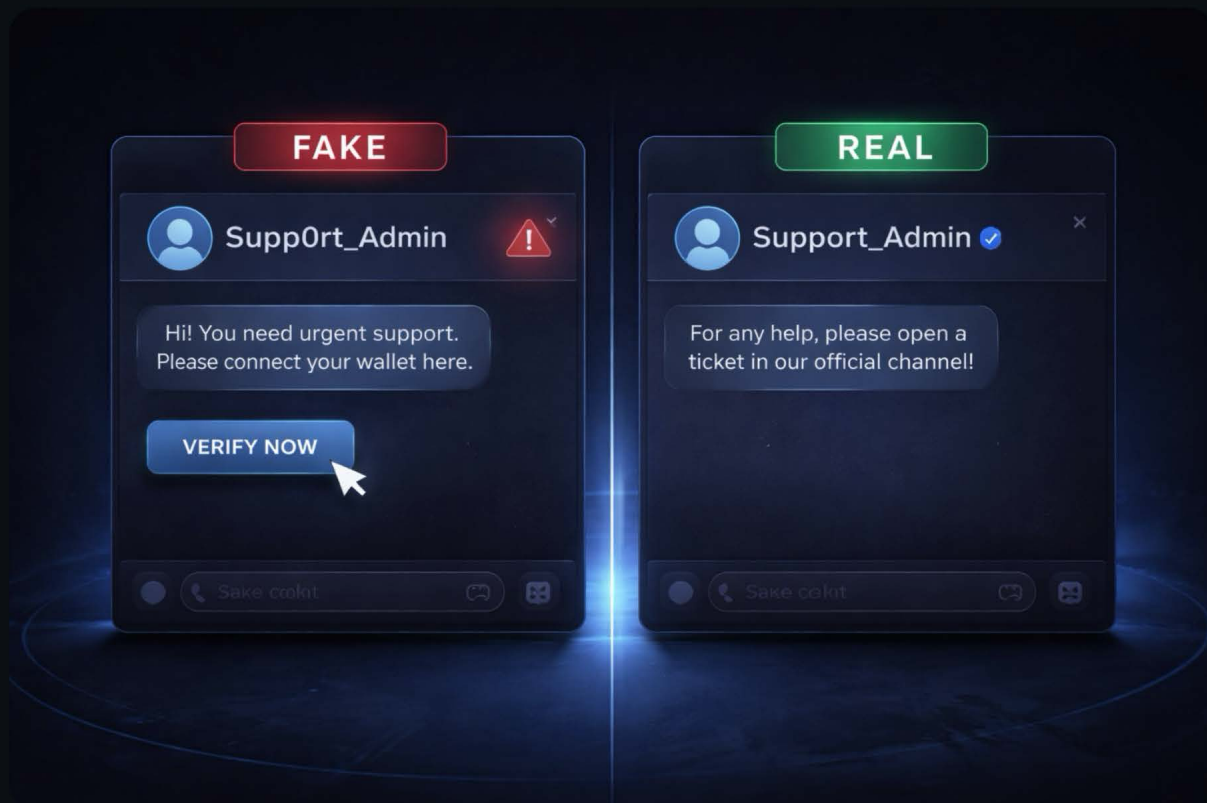 FAKE
Supp0rt_Admin
Hi! You need urgent support.
Please connect your wallet here.
VERIFY NOW
REAL
Support_Admin
For any help, please open a
ticket in our official channel!